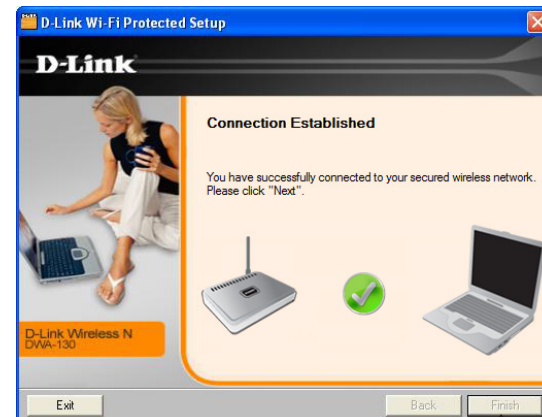 D-Link Wi-Fi Protected Setup
D-Link
Connection Established
You have successfully connected to your secured wireless network.
Please click "Next".
D-Link Wireless N
DWA-130
Exit
Back
Finish